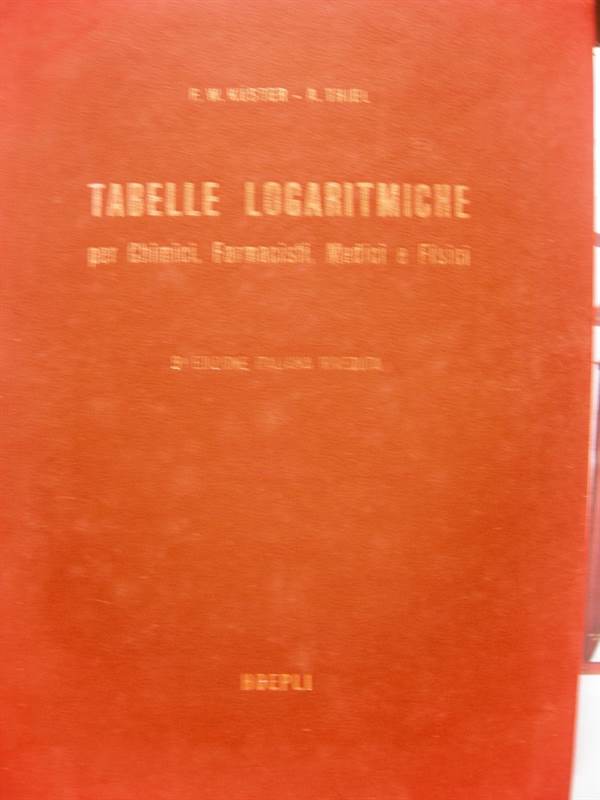 F. W. KÜSTER - A. THIEL
TABELLE LOGARITMICHE
per Chimici, Farmacisti, Medici e Fisici
EDIZIONE ITALIANA RIVEDUTA
HOEPLI